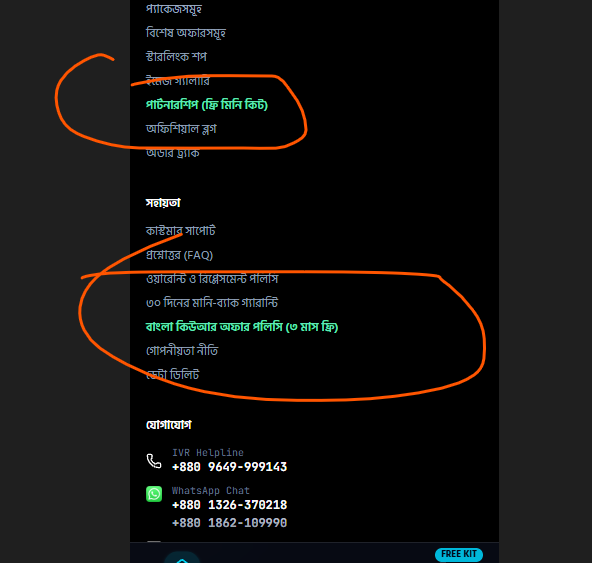 প্যাকেজসমূহ
বিশেষ অফারসমূহ
স্টারলিংক শপ
ইমেজ গ্যালারি
পার্টনারশিপ (ফ্রি মিনি কিট)
অফিশিয়াল ব্লগ
অর্ডার ট্র্যাক
সহায়তা
কাস্টমার সাপোর্ট
প্রশ্নোত্তর (FAQ)
ওয়ারেন্টি ও রিপ্লেসমেন্ট পলিসি
৩০ দিনের মানি-ব্যাক গ্যারান্টি
বাংলা কিউআর অফার পলিসি (৩ মাস ফ্রি)
গোপনীয়তা নীতি
ডেটা ডিলিট
যোগাযোগ
IVR Helpline
+880 9649-999143
WhatsApp Chat
+880 1326-370218
+880 1862-109990
FREE KIT